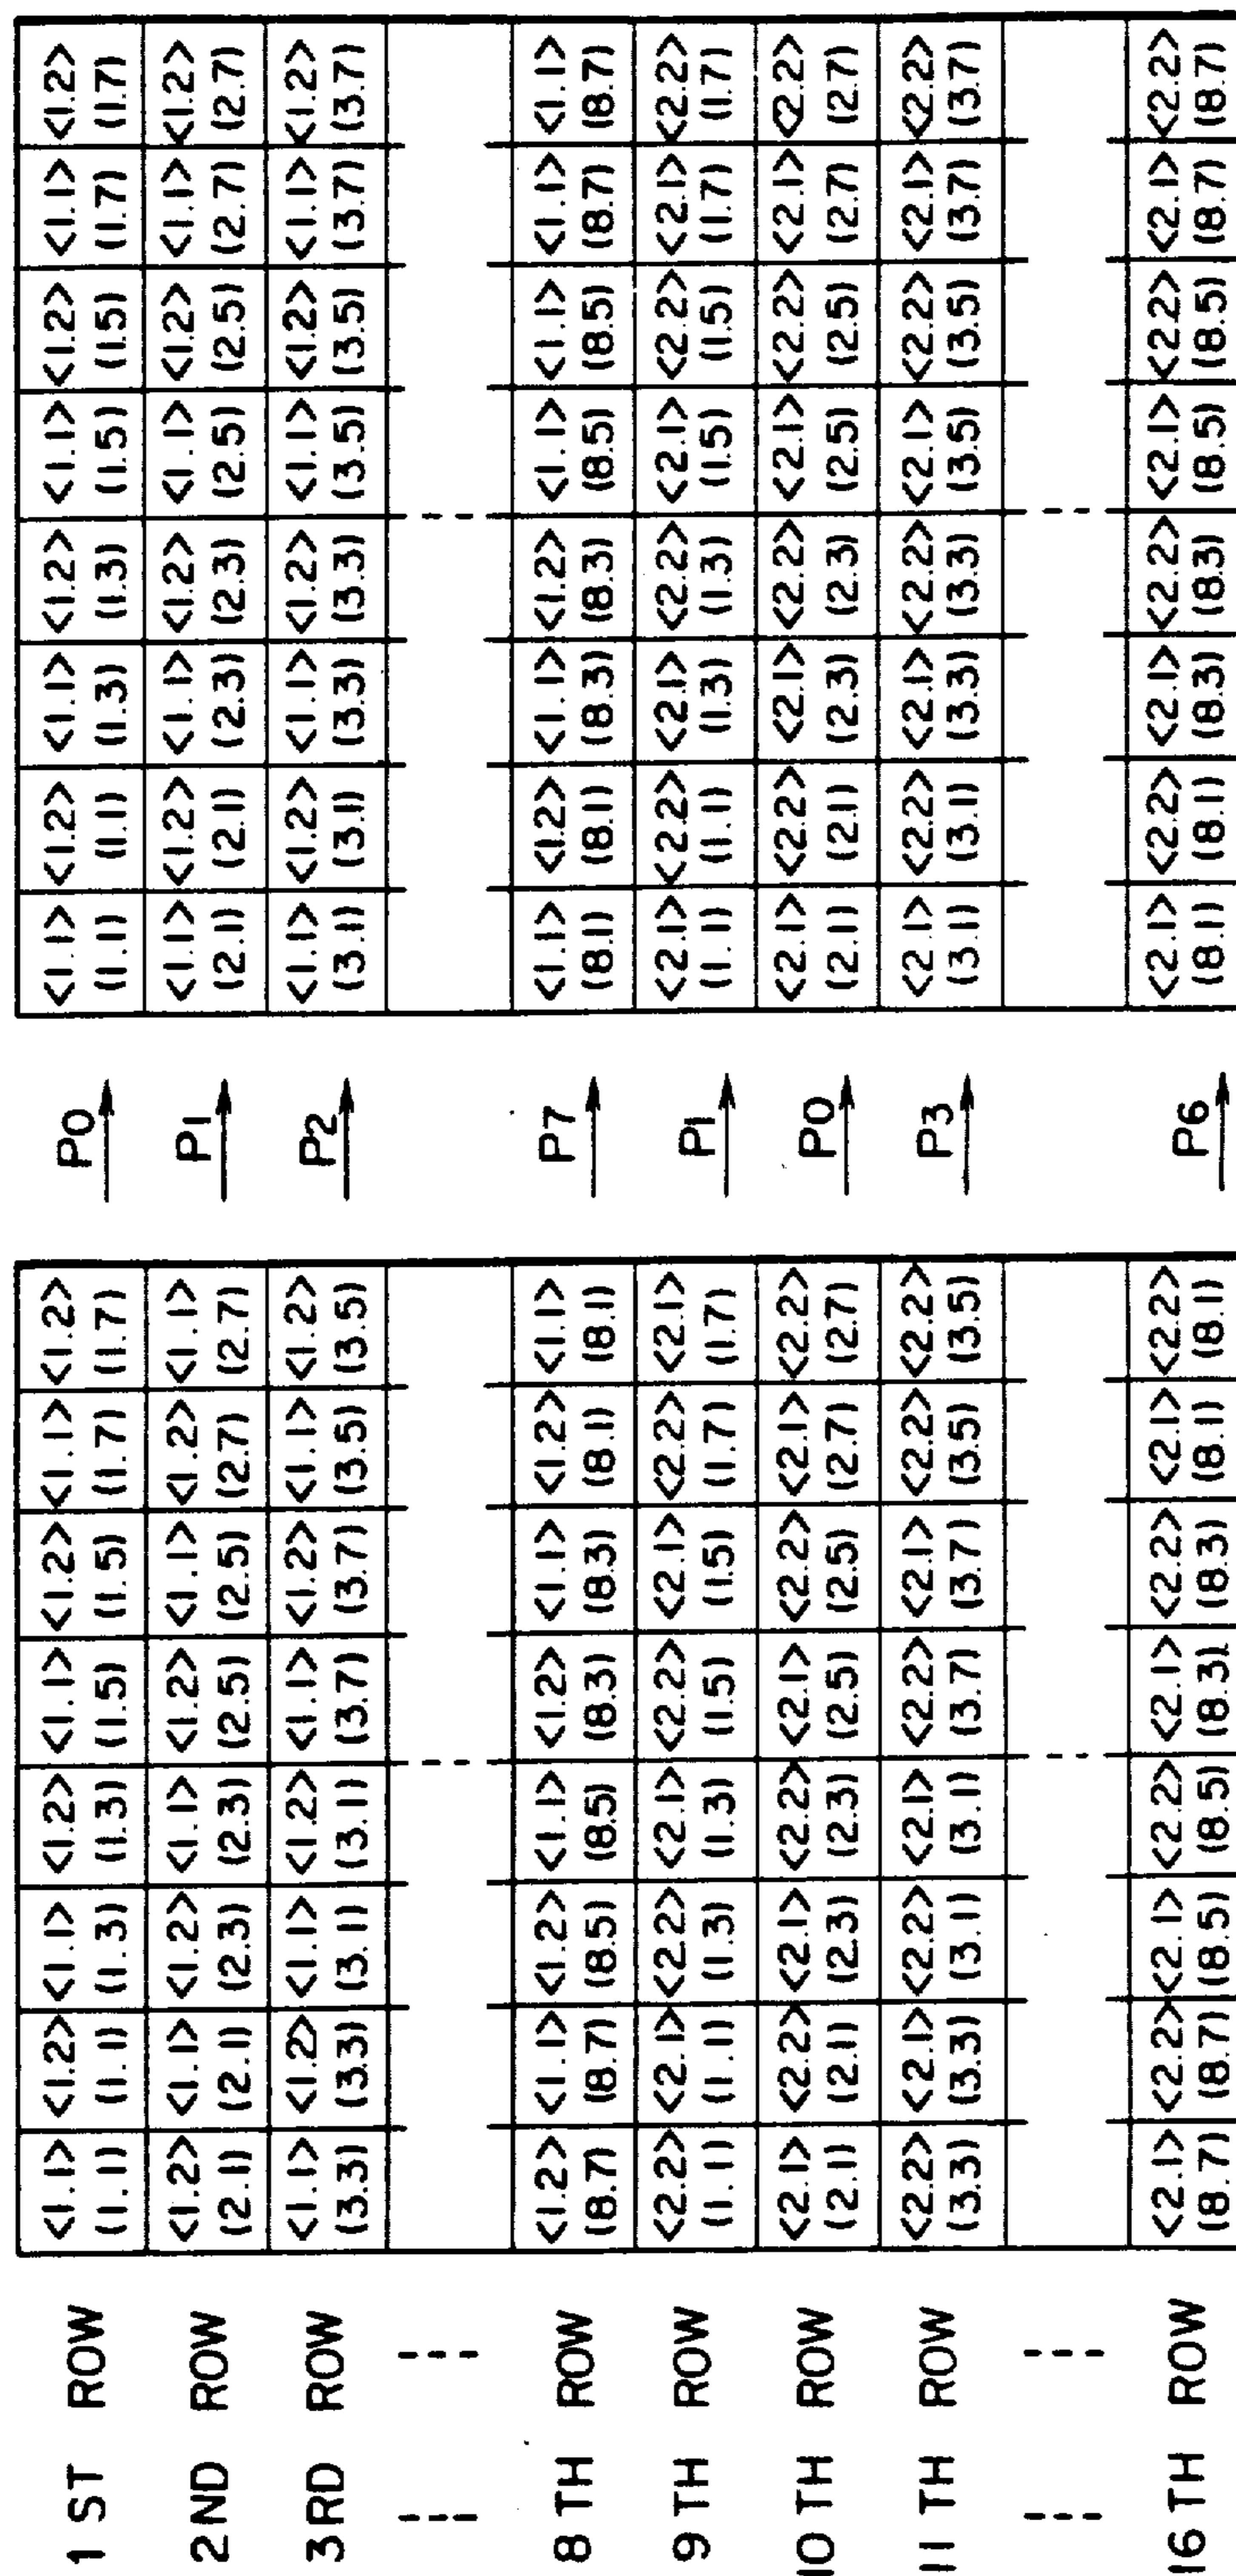 1 ST ROW <1.1> <1.2> <1.1> <1.2> <1.1> <1.2> <1.1> <1.2> P0 <1.1> <1.2> <1.1> <1.2> <1.1> <1.2> <1.1> <1.2>
(1.1) (1.1) (1.3) (1.3) (1.5) (1.5) (1.7) (1.7) (1.1) (1.1) (1.3) (1.3) (1.5) (1.5) (1.7) (1.7)
2 ND ROW <1.2> <1.1> <1.2> <1.1> <1.2> <1.1> <1.2> <1.1> P1 <1.1> <1.2> <1.1> <1.2> <1.1> <1.2> <1.1> <1.2>
(2.1) (2.1) (2.3) (2.3) (2.5) (2.5) (2.7) (2.7) (2.1) (2.1) (2.3) (2.3) (2.5) (2.5) (2.7) (2.7)
3 RD ROW <1.1> <1.2> <1.1> <1.2> <1.1> <1.2> <1.1> <1.2> P2 <1.1> <1.2> <1.1> <1.2> <1.1> <1.2> <1.1> <1.2>
(3.3) (3.3) (3.1) (3.1) (3.7) (3.7) (3.5) (3.5) (3.1) (3.1) (3.3) (3.3) (3.5) (3.5) (3.7) (3.7)
--- ---
8 TH ROW <1.2> <1.1> <1.2> <1.1> <1.2> <1.1> <1.2> <1.1> P7 <1.1> <1.2> <1.1> <1.2> <1.1> <1.1> <1.1> <1.1>
(8.7) (8.7) (8.5) (8.5) (8.3) (8.3) (8.1) (8.1) (8.1) (8.1) (8.3) (8.3) (8.5) (8.5) (8.7) (8.7)
9 TH ROW <2.2> <2.1> <2.2> <2.1> <2.2> <2.1> <2.2> <2.1> P1 <2.1> <2.2> <2.1> <2.2> <2.1> <2.2> <2.1> <2.2>
(1.1) (1.1) (1.3) (1.3) (1.5) (1.5) (1.7) (1.7) (1.1) (1.1) (1.3) (1.3) (1.5) (1.5) (1.7) (1.7)
10 TH ROW <2.1> <2.2> <2.1> <2.2> <2.1> <2.2> <2.1> <2.2> P0 <2.1> <2.2> <2.1> <2.2> <2.1> <2.2> <2.1> <2.2>
(2.1) (2.1) (2.3) (2.3) (2.5) (2.5) (2.7) (2.7) (2.1) (2.1) (2.3) (2.3) (2.5) (2.5) (2.7) (2.7)
11 TH ROW <2.2> <2.1> <2.2> <2.1> <2.2> <2.1> <2.2> <2.2> P3 <2.1> <2.2> <2.1> <2.2> <2.1> <2.2> <2.1> <2.2>
(3.3) (3.3) (3.1) (3.1) (3.7) (3.7) (3.5) (3.5) (3.1) (3.1) (3.3) (3.3) (3.5) (3.5) (3.7) (3.7)
--- ---
16 TH ROW <2.1> <2.2> <2.1> <2.2> <2.1> <2.2> <2.1> <2.2> P6 <2.1> <2.2> <2.1> <2.2> <2.1> <2.2> <2.1> <2.2>
(8.7) (8.7) (8.5) (8.5) (8.3) (8.3) (8.1) (8.1) (8.1) (8.1) (8.3) (8.3) (8.5) (8.5) (8.7) (8.7)